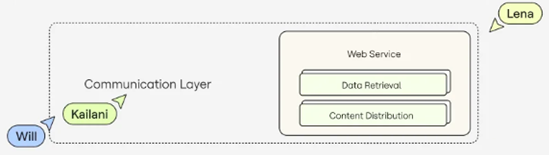 Lena
Web Service
Communication Layer
Data Retrieval
Kailani
Content Distribution
Will